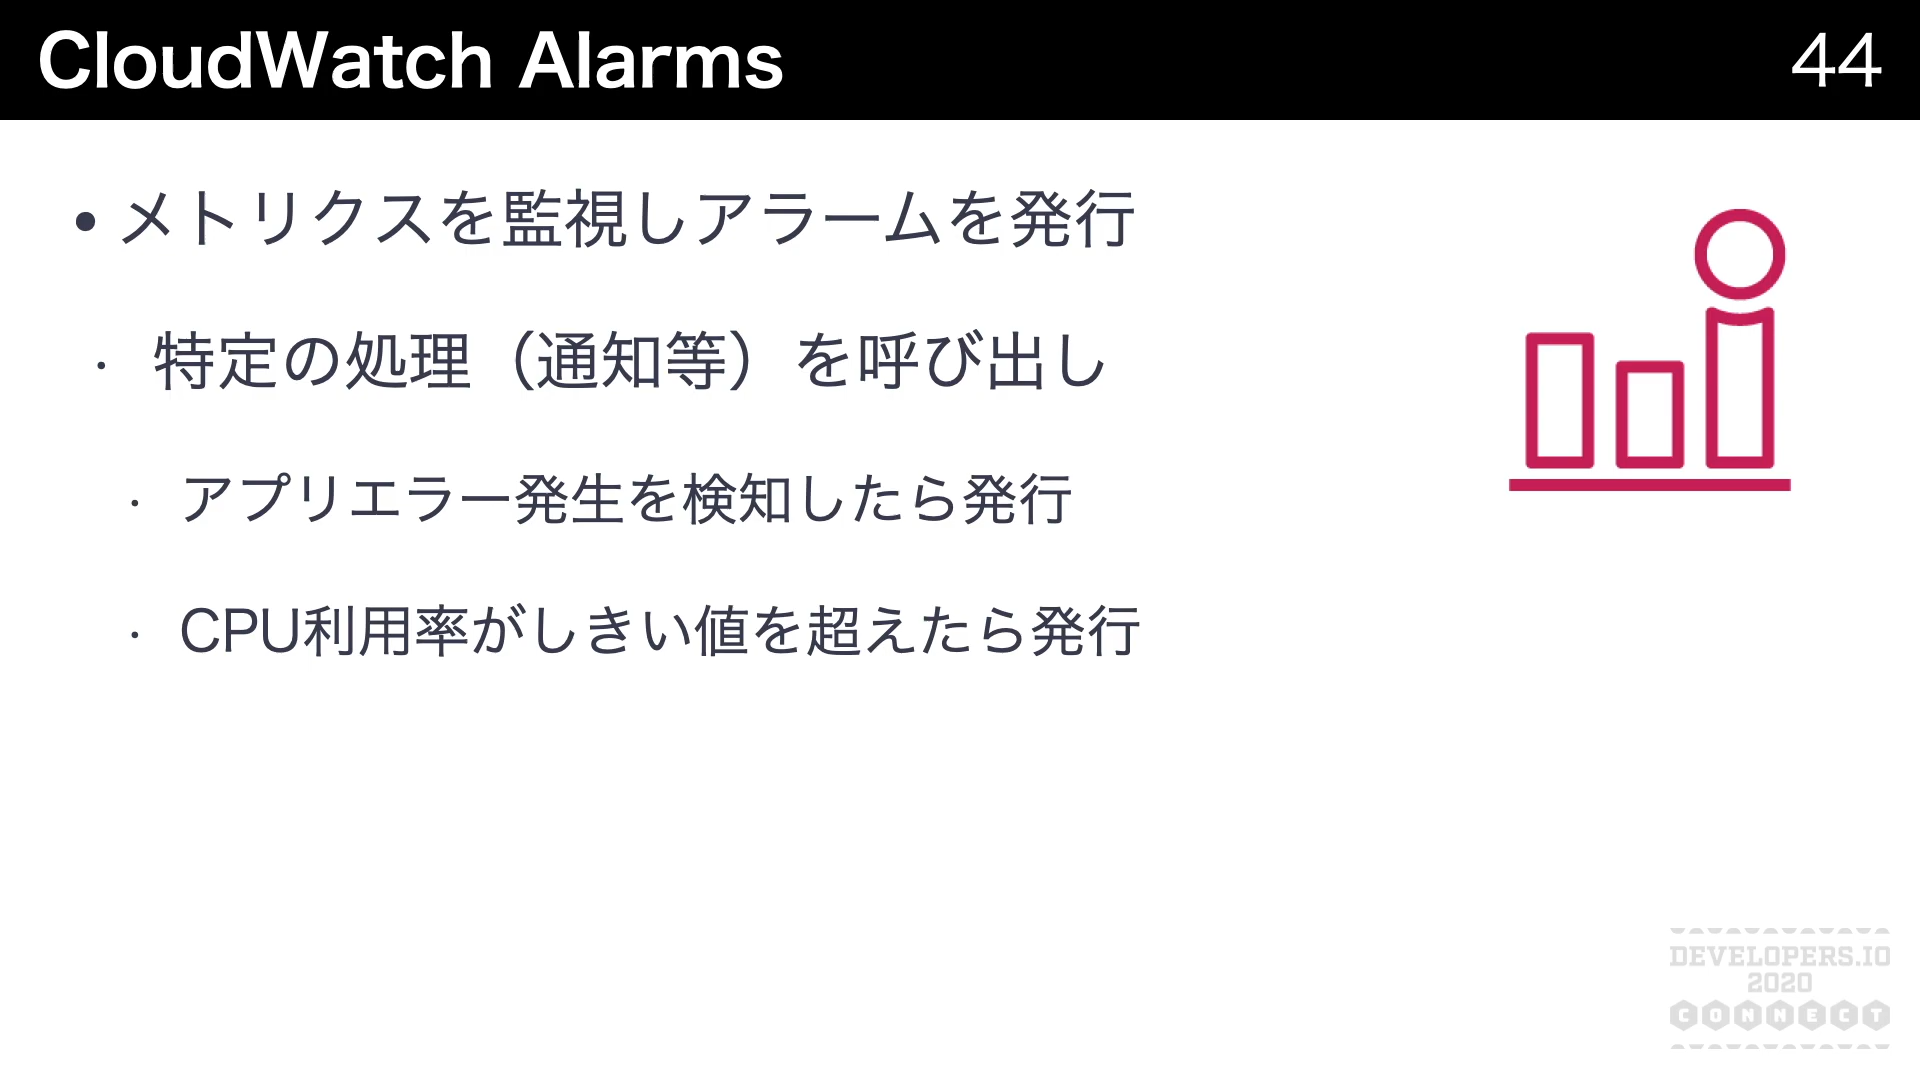 CloudWatch Alarms
44
• メトリクスを監視しアラームを発行
・ 特定の処理（通知等）を呼び出し
・ アプリエラー発生を検知したら発行
・ CPU利用率がしきい値を超えたら発行
DEVELOPERS.IO
2020
CONNECT